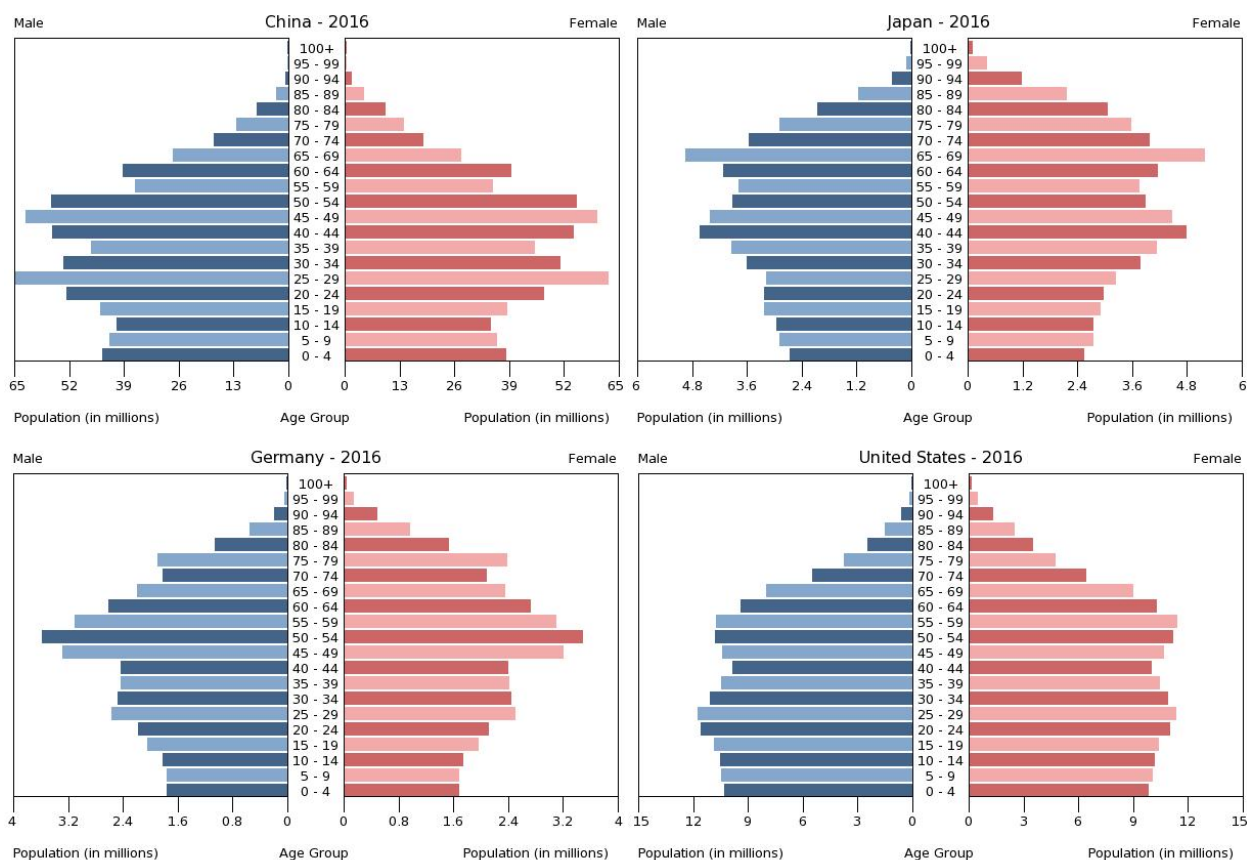 Male China - 2016 Female
100+
95 - 99
90 - 94
85 - 89
80 - 84
75 - 79
70 - 74
65 - 69
60 - 64
55 - 59
50 - 54
45 - 49
40 - 44
35 - 39
30 - 34
25 - 29
20 - 24
15 - 19
10 - 14
5 - 9
0 - 4
65 52 39 26 13 0 0 13 26 39 52 65
Population (in millions) Age Group Population (in millions)
Male Japan - 2016 Female
100+
95 - 99
90 - 94
85 - 89
80 - 84
75 - 79
70 - 74
65 - 69
60 - 64
55 - 59
50 - 54
45 - 49
40 - 44
35 - 39
30 - 34
25 - 29
20 - 24
15 - 19
10 - 14
5 - 9
0 - 4
6 4.8 3.6 2.4 1.2 0 0 1.2 2.4 3.6 4.8 6
Population (in millions) Age Group Population (in millions)
Male Germany - 2016 Female
100+
95 - 99
90 - 94
85 - 89
80 - 84
75 - 79
70 - 74
65 - 69
60 - 64
55 - 59
50 - 54
45 - 49
40 - 44
35 - 39
30 - 34
25 - 29
20 - 24
15 - 19
10 - 14
5 - 9
0 - 4
4 3.2 2.4 1.6 0.8 0 0 0.8 1.6 2.4 3.2 4
Population (in millions) Age Group Population (in millions)
Male United States - 2016 Female
100+
95 - 99
90 - 94
85 - 89
80 - 84
75 - 79
70 - 74
65 - 69
60 - 64
55 - 59
50 - 54
45 - 49
40 - 44
35 - 39
30 - 34
25 - 29
20 - 24
15 - 19
10 - 14
5 - 9
0 - 4
15 12 9 6 3 0 0 3 6 9 12 15
Population (in millions) Age Group Population (in millions)